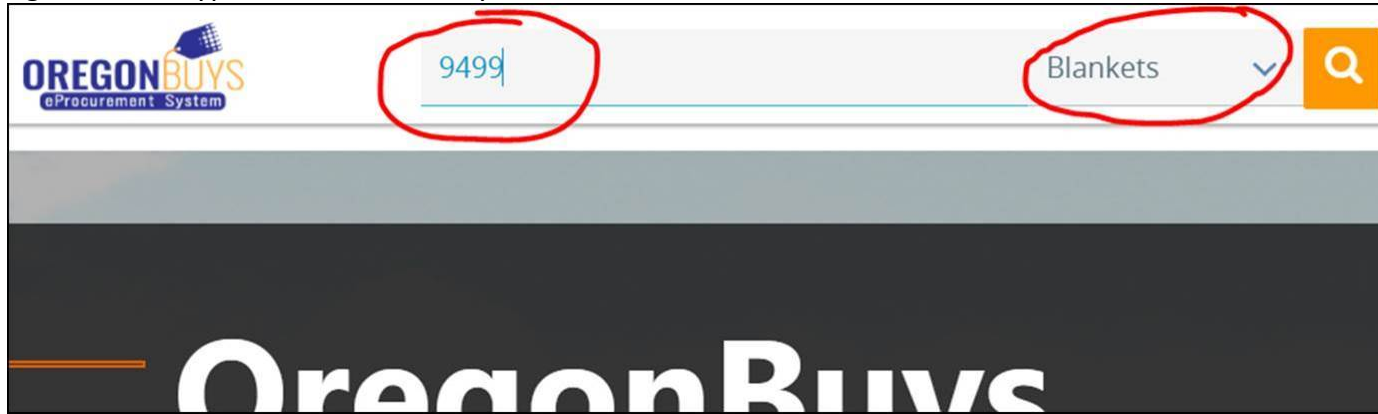 OREGONBUYS
eProcurement System
9499
Blankets
OregonBuys